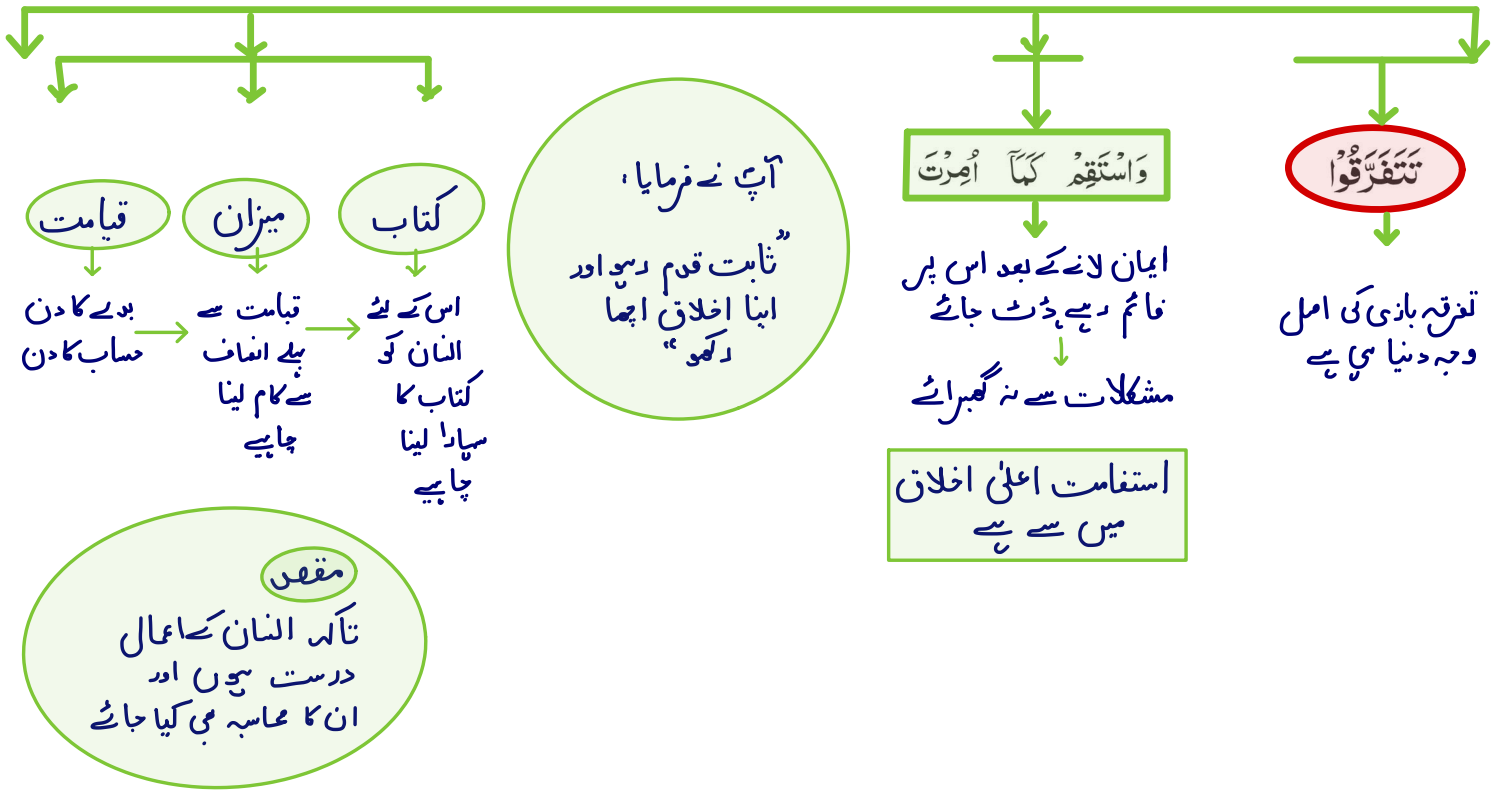 تَتَفَرَّقُوْا
تفرقہ بازی کی اصل
وجہ دنیا ہی ہے
وَاسْتَقِمْ كَمَآ اُمِرْتَ
ایمان لانے کے بعد اس پر
قائم رہے ڈٹ جائے
مشکلات سے نہ گھبرائے
استقامت اعلیٰ اخلاق
میں سے ہے
آپؐ نے فرمایا:
”ثابت قدم رہو اور
اپنا اخلاق اچھا
رکھو“
کتاب
اس کے لئے
انسان کو
کتاب کا
سہارا لینا
چاہیے
میزان
قیامت سے
پہلے انصاف
سے کام لینا
چاہیے
قیامت
بدلے کا دن
حساب کا دن
مقصد
تاکہ انسان کے اعمال
درست ہوں اور
ان کا محاسبہ بھی کیا جائے